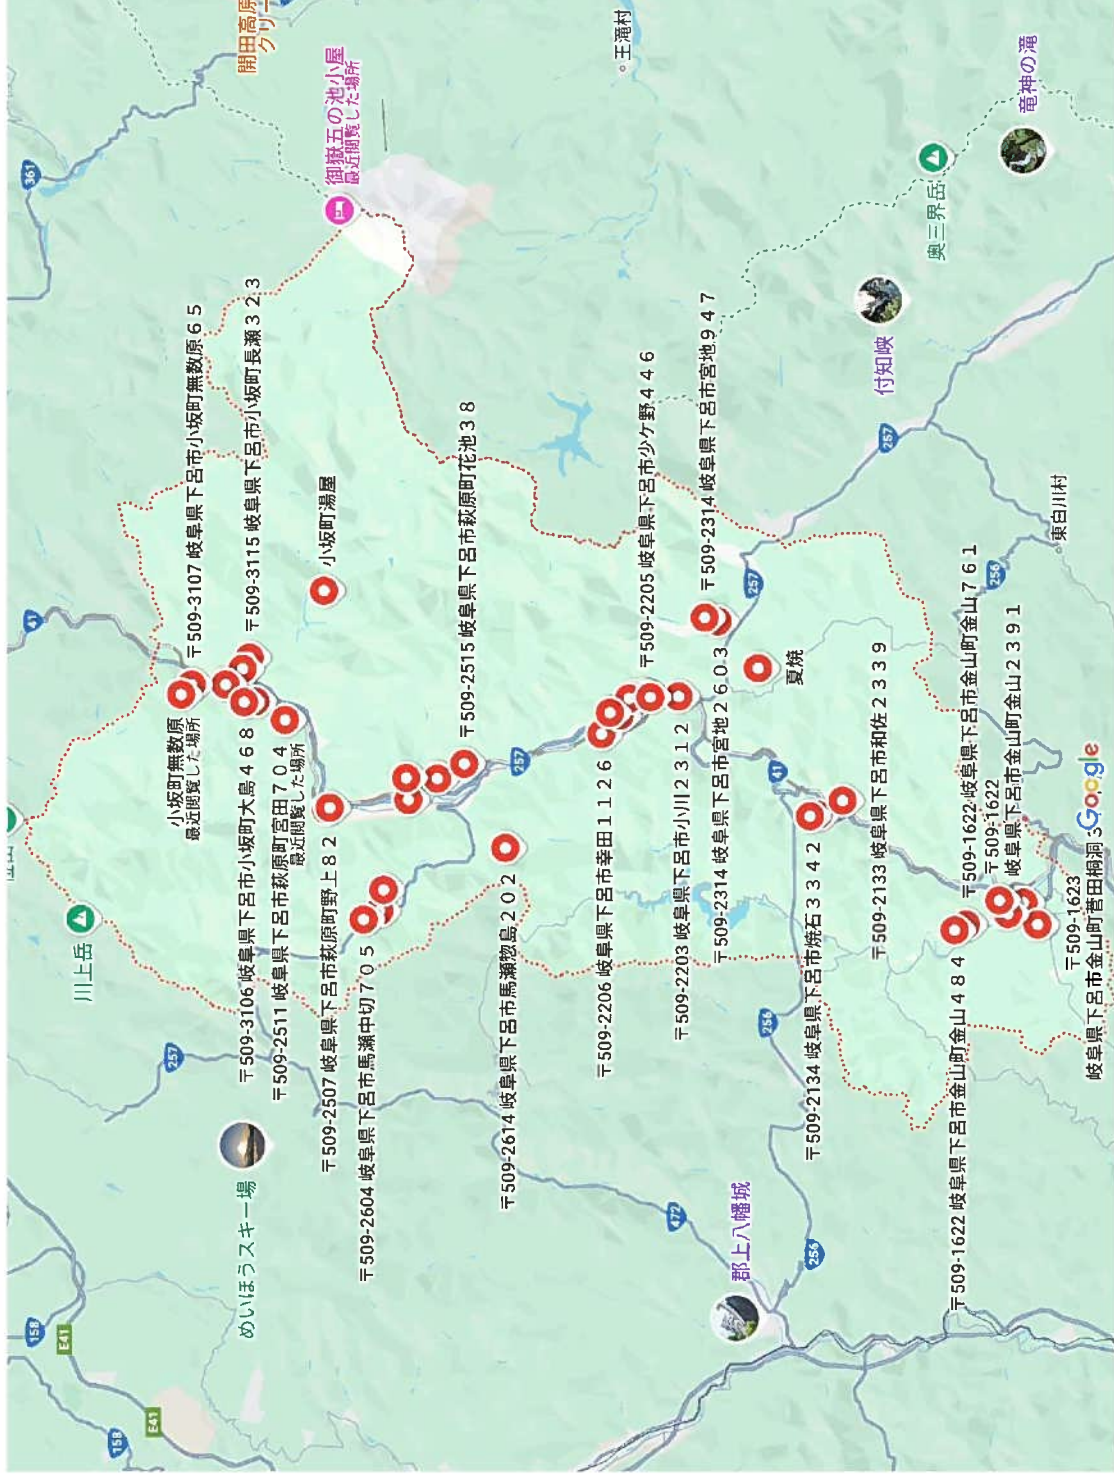 開田高原
クリー
御嶽五の池小屋
最近閲覧した場所
王滝村
竜神の滝
361
奥三界岳
付知峡
〒509-3107 岐阜県下呂市小坂町無数原65
〒509-3115 岐阜県下呂市小坂町長瀬323
小坂町湯屋
〒509-2515 岐阜県下呂市萩原町花池38
〒509-2205 岐阜県下呂市少ケ野446
〒509-2314 岐阜県下呂市宮地947
257
257
256
東白川村
41
小坂町無数原
最近閲覧した場所
〒509-3106 岐阜県下呂市小坂町大島468
〒509-2511 岐阜県下呂市萩原町宮田704
最近閲覧した場所
〒509-2507 岐阜県下呂市萩原町野上82
〒509-2604 岐阜県下呂市馬瀬中切705
257
〒509-2614 岐阜県下呂市馬瀬惣島202
〒509-2206 岐阜県下呂市幸田1126
〒509-2203 岐阜県下呂市小川2312
〒509-2314 岐阜県下呂市宮地2603
夏焼
41
〒509-2134 岐阜県下呂市焼石3342
〒509-2133 岐阜県下呂市和佐2339
〒509-1622 岐阜県下呂市金山町金山761
〒509-1622
岐阜県下呂市金山町金山2391
〒509-1622 岐阜県下呂市金山町金山484
〒509-1623
岐阜県下呂市金山町菅田桐洞3
Google
川上岳
257
めいほうスキー場
256
472
郡上八幡城
256
158
E41
E41
158